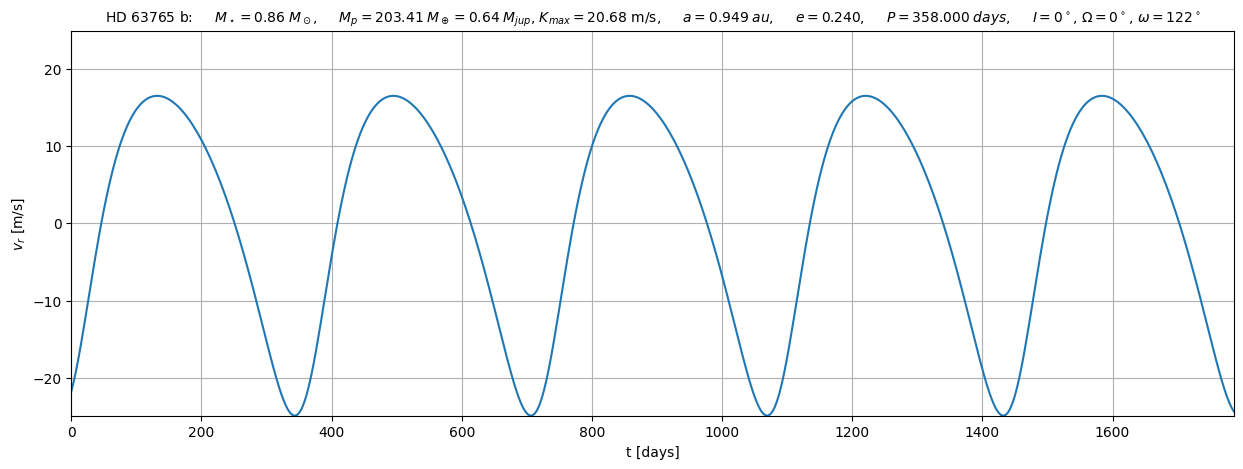 HD 63765 b: M⋆ = 0.86 M⊙, Mp = 203.41 M⊕ = 0.64 Mjup, Kmax = 20.68 m/s, a = 0.949 au, e = 0.240, P = 358.000 days, I = 0°, Ω = 0°, ω = 122°
20
10
0
−10
−20
vr [m/s]
0 200 400 600 800 1000 1200 1400 1600
t [days]